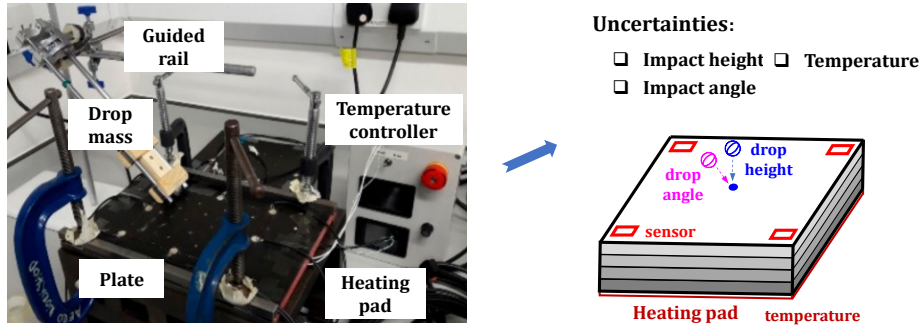 Guided
rail
Drop
mass
Temperature
controller
Plate
Heating
pad
Uncertainties:
❑ Impact height ❑ Temperature
❑ Impact angle
drop
height
drop
angle
sensor
Heating pad
temperature